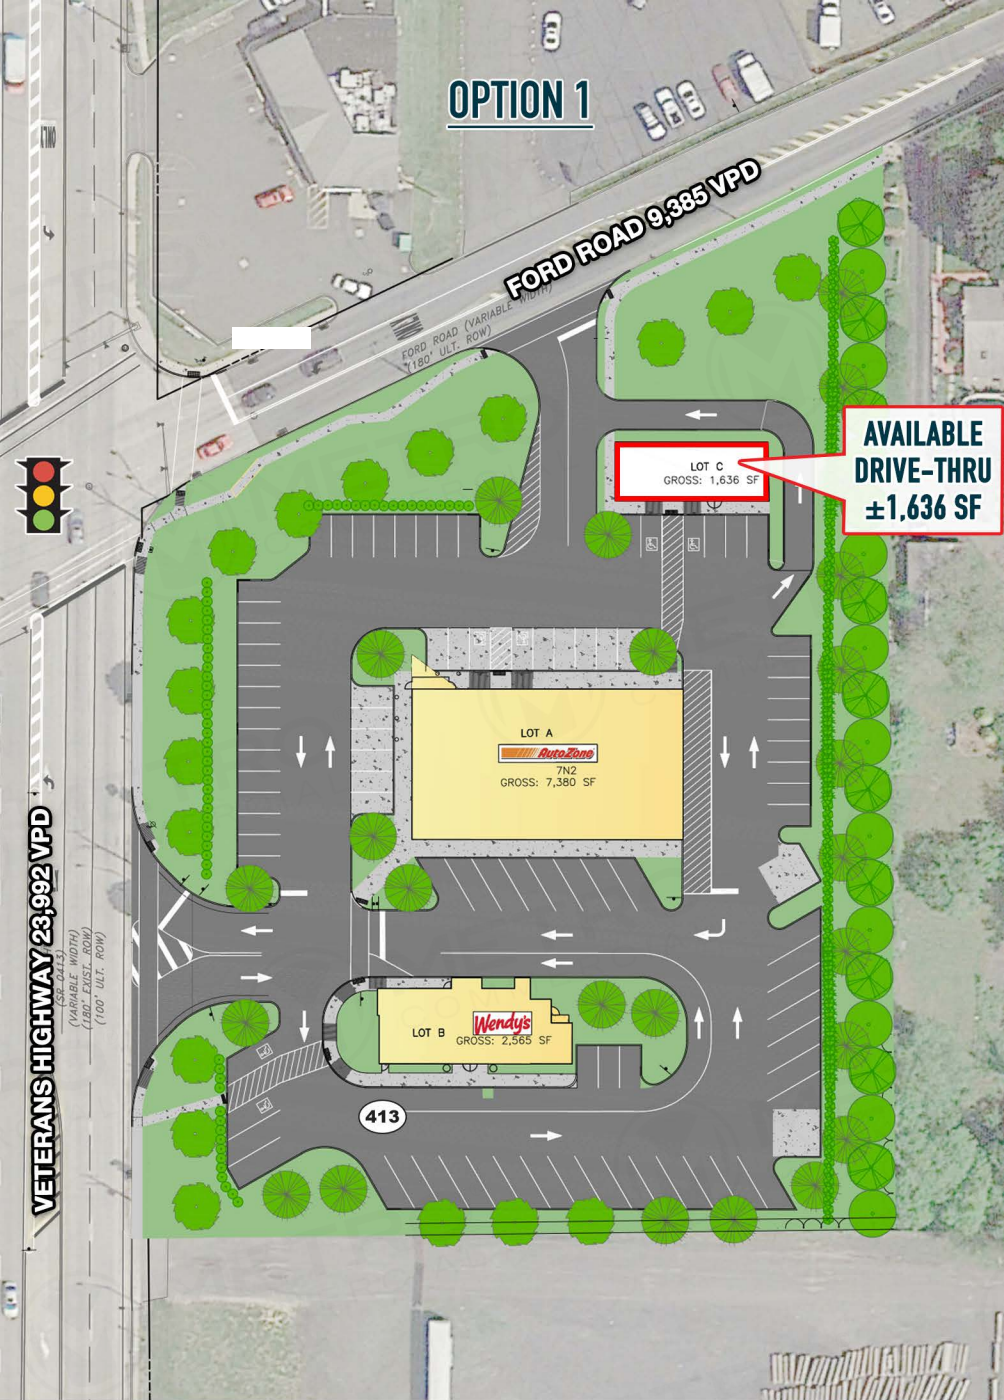 OPTION 1
ONLY
FORD ROAD 9,385 VPD
FORD ROAD (VARIABLE WIDTH)
(180' ULT. ROW)
AVAILABLE
DRIVE-THRU
±1,636 SF
LOT C
GROSS: 1,636 SF
LOT A
AutoZone
7N2
GROSS: 7,380 SF
VETERANS HIGHWAY 23,992 VPD
(SR 0413)
(VARIABLE WIDTH)
(180' EXIST. ROW)
(100' ULT. ROW)
LOT B
Wendy's
GROSS: 2,565 SF
413